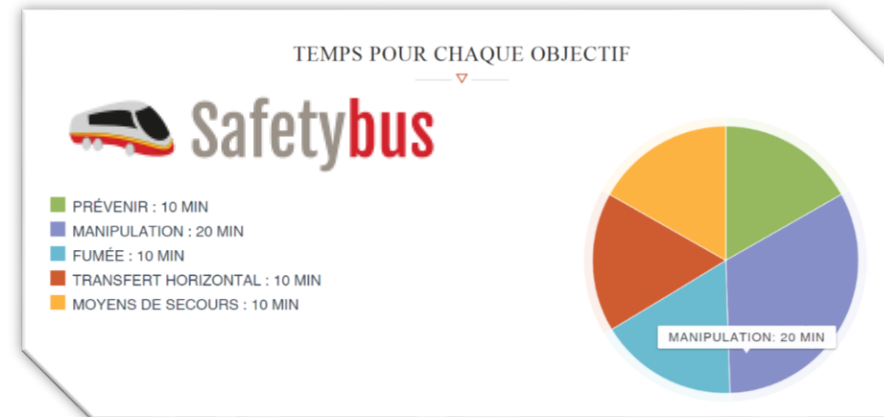 TEMPS POUR CHAQUE OBJECTIF
Safetybus
PRÉVENIR : 10 MIN
MANIPULATION : 20 MIN
FUMÉE : 10 MIN
TRANSFERT HORIZONTAL : 10 MIN
MOYENS DE SECOURS : 10 MIN
MANIPULATION: 20 MIN